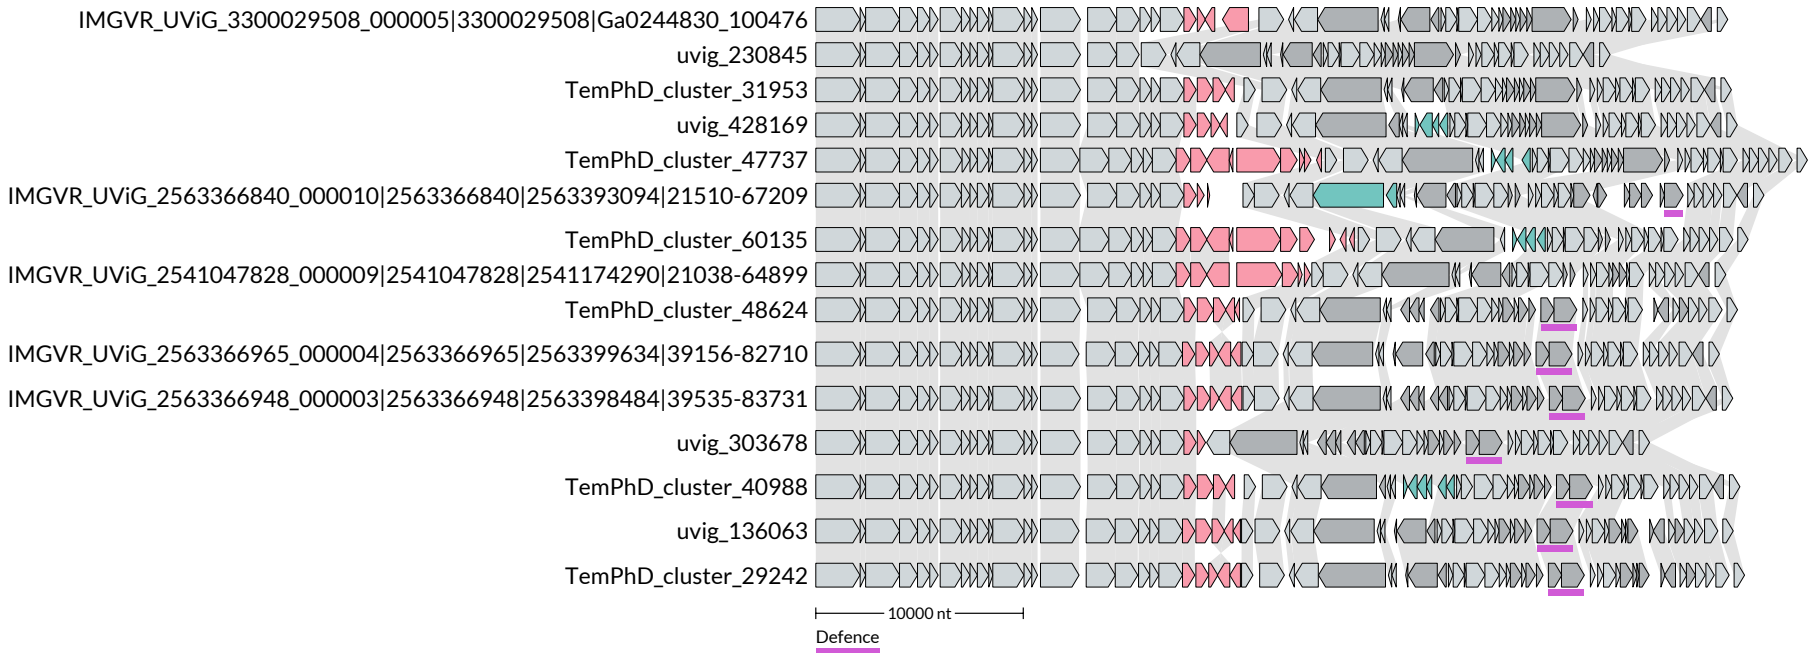 IMGVR_UViG_3300029508_000005|3300029508|Ga0244830_100476
uvig_230845
TemPhD_cluster_31953
uvig_428169
TemPhD_cluster_47737
IMGVR_UViG_2563366840_000010|2563366840|2563393094|21510-67209
TemPhD_cluster_60135
IMGVR_UViG_2541047828_000009|2541047828|2541174290|21038-64899
TemPhD_cluster_48624
IMGVR_UViG_2563366965_000004|2563366965|2563399634|39156-82710
IMGVR_UViG_2563366948_000003|2563366948|2563398484|39535-83731
uvig_303678
TemPhD_cluster_40988
uvig_136063
TemPhD_cluster_29242
10000 nt
Defence